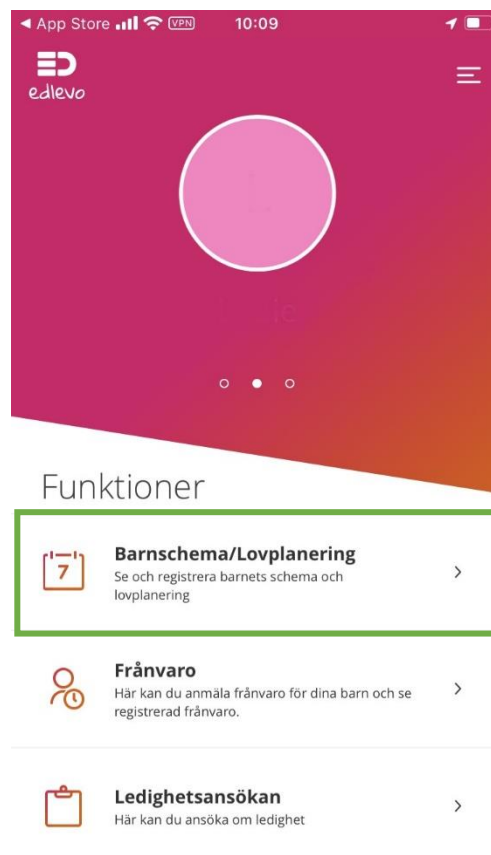 App Store VPN 10:09
edlevo
Funktioner
7
Barnschema/Lovplanering
Se och registrera barnets schema och
lovplanering
Frånvaro
Här kan du anmäla frånvaro för dina barn och se
registrerad frånvaro.
Ledighetsansökan
Här kan du ansöka om ledighet